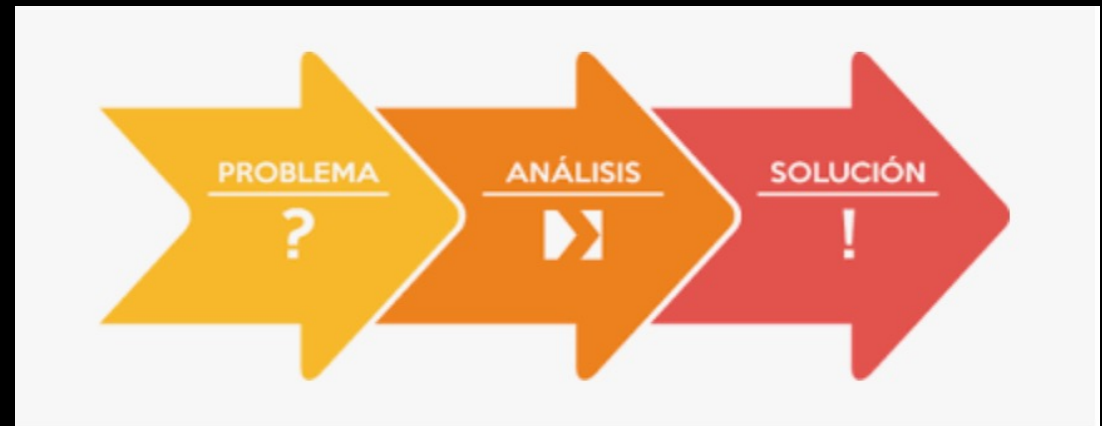 PROBLEMA
?
ANÁLISIS
SOLUCIÓN
!